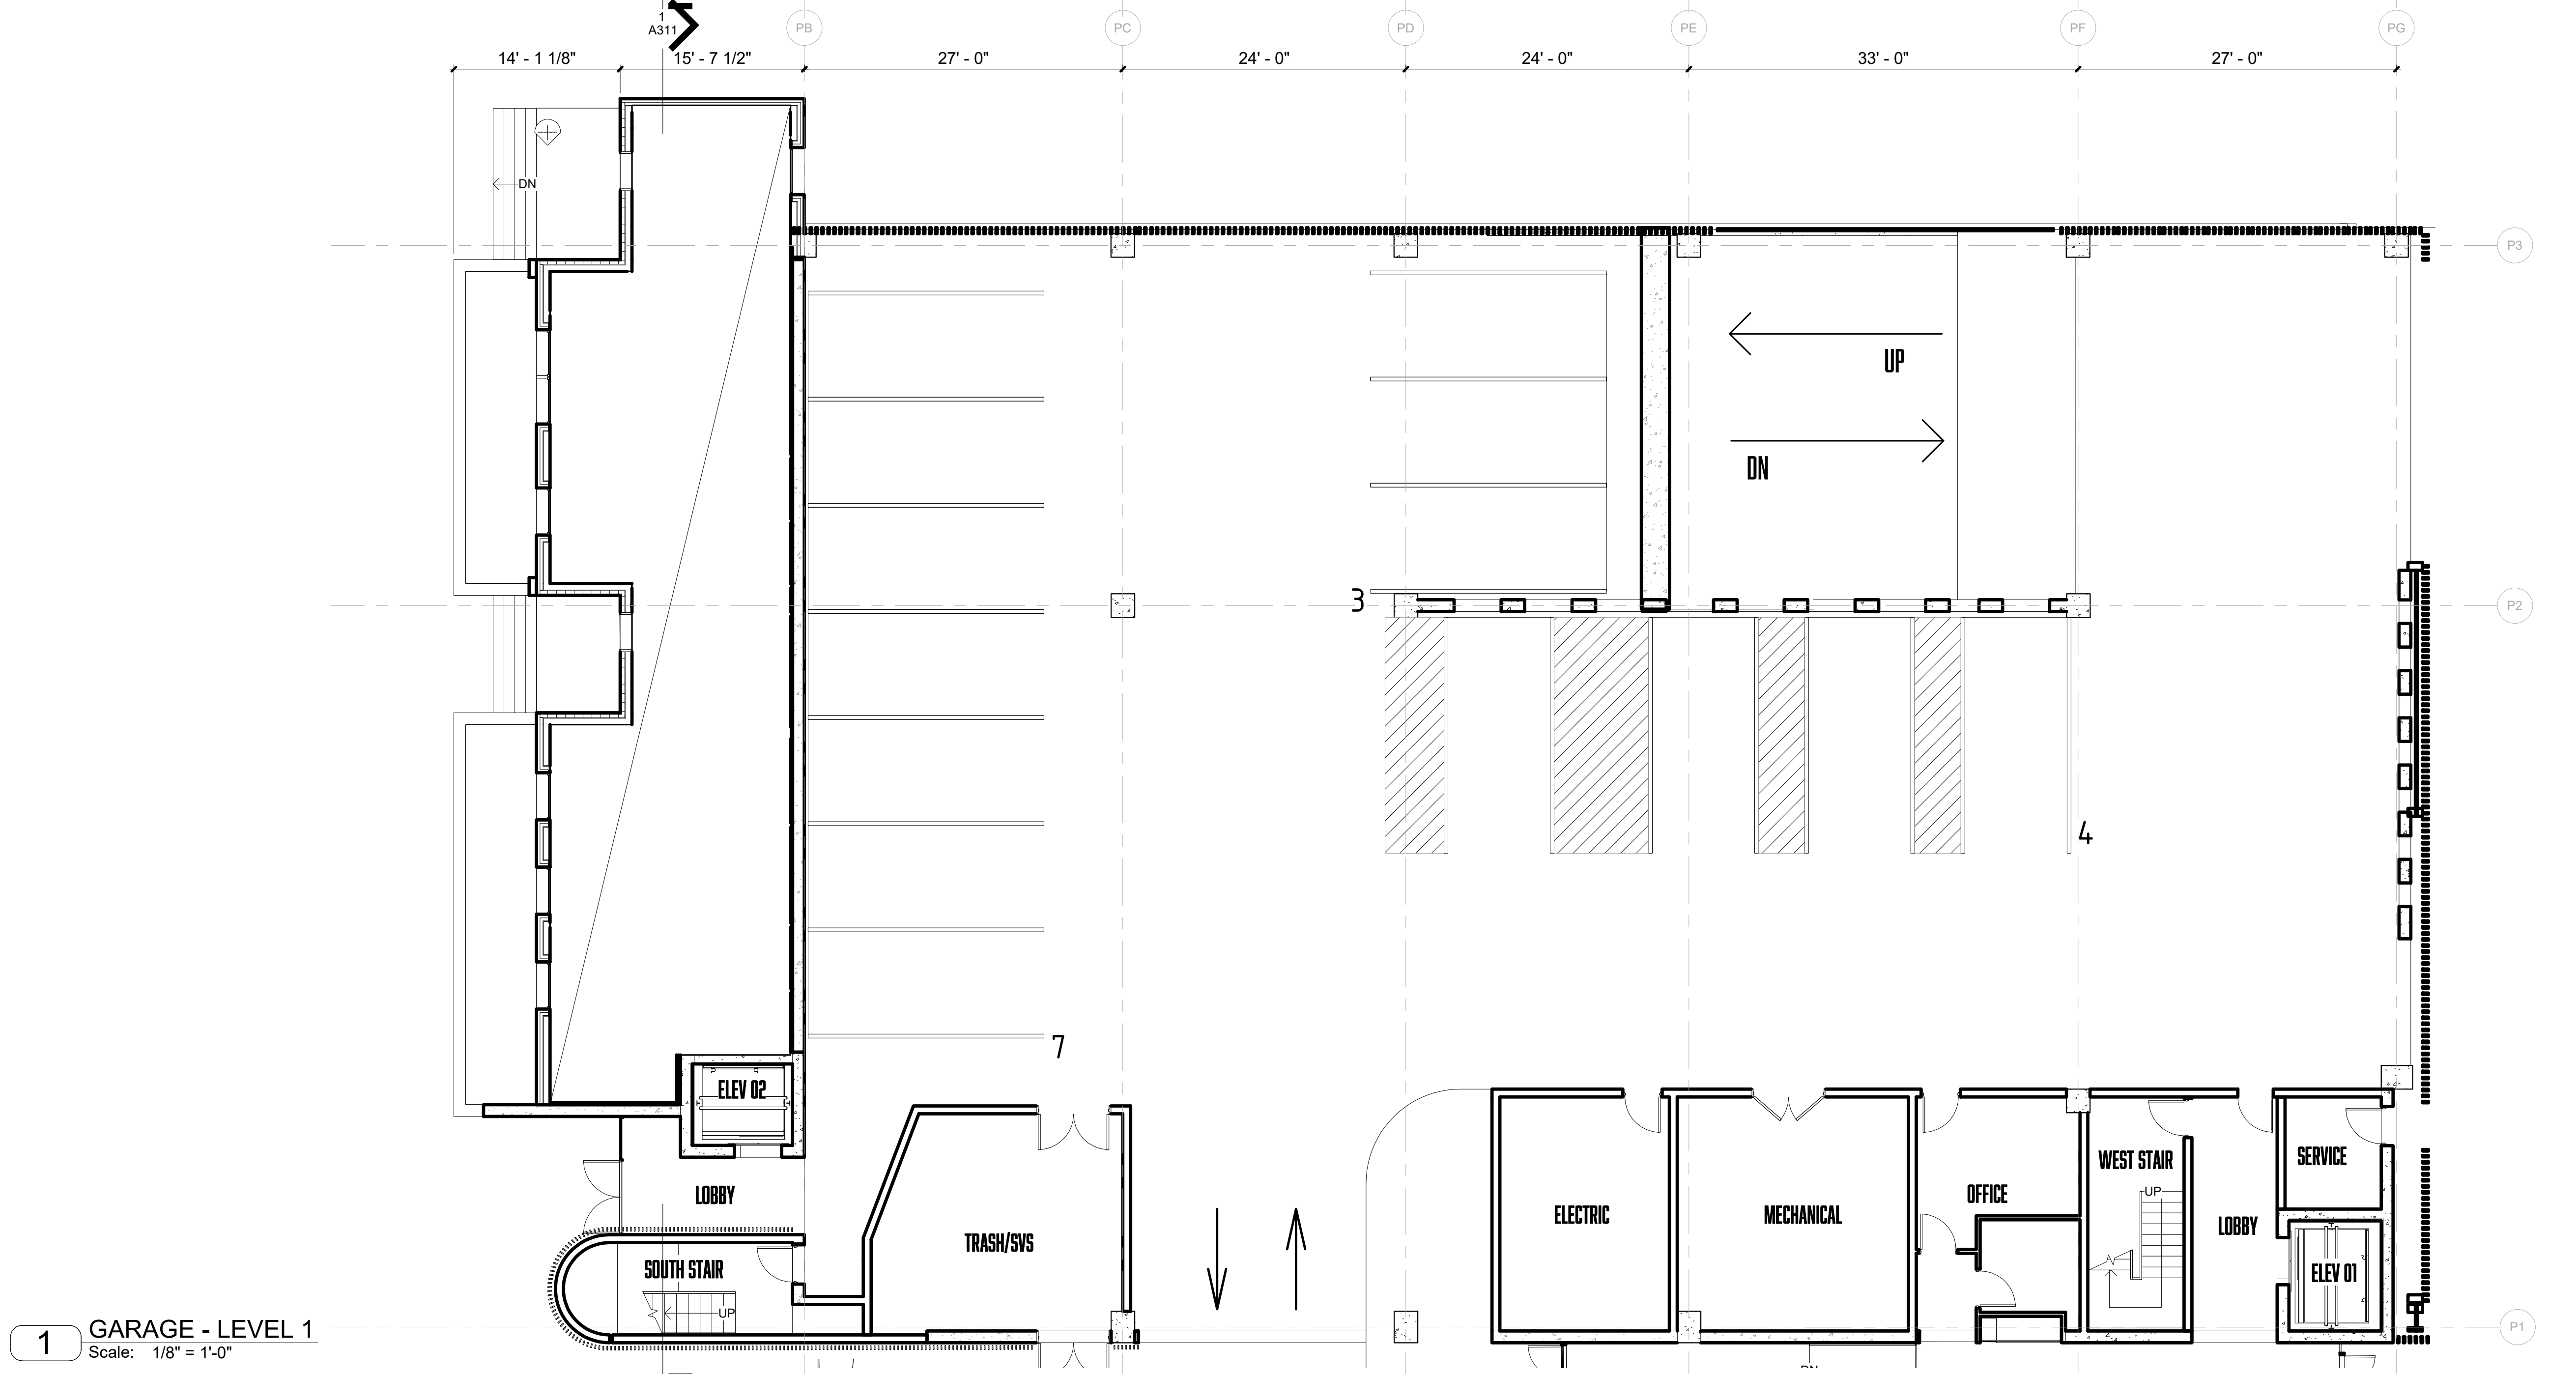 1
A311
PB
PC
PD
PE
PF
PG
14' - 1 1/8"
15' - 7 1/2"
27' - 0"
24' - 0"
24' - 0"
33' - 0"
27' - 0"
DN
P3
UP
DN
3
P2
4
7
ELEV 02
LOBBY
TRASH/SVS
SOUTH STAIR
UP
ELECTRIC
MECHANICAL
OFFICE
WEST STAIR
UP
LOBBY
SERVICE
ELEV 01
P1
1
GARAGE - LEVEL 1
Scale: 1/8" = 1'-0"